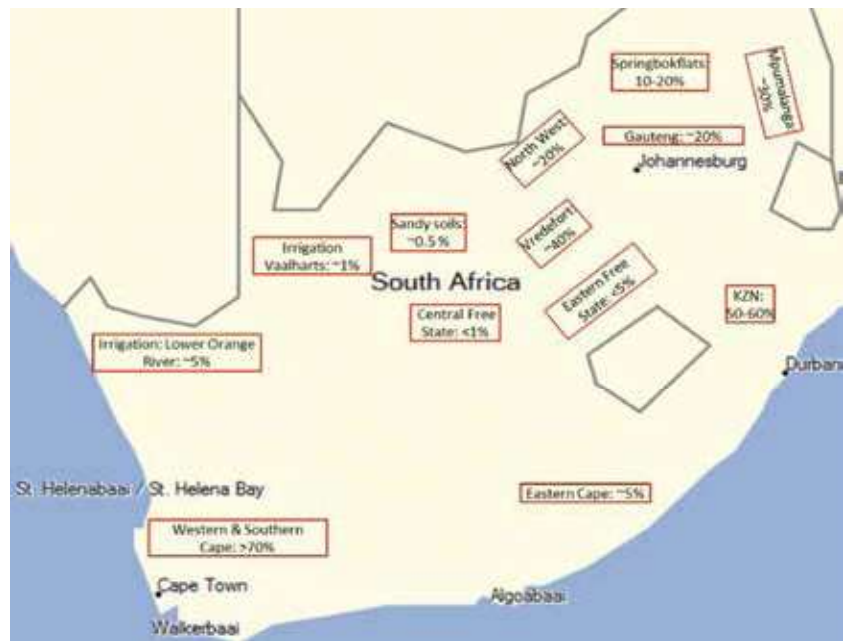 Springbokflats:
10-20%
Mpumalanga:
~30%
North West:
~20%
Gauteng: ~20%
Johannesburg
Sandy soils:
~0.5 %
Vredefort:
~40%
Irrigation
Vaalharts: ~1%
South Africa
Eastern Free
State: <5%
KZN:
50-60%
Central Free
State: <1%
Irrigation: Lower Orange
River: ~5%
Durban
St. Helenabaai / St. Helena Bay
Eastern Cape: ~5%
Western & Southern
Cape: >70%
Cape Town
Algoabaai
Walkerbaai